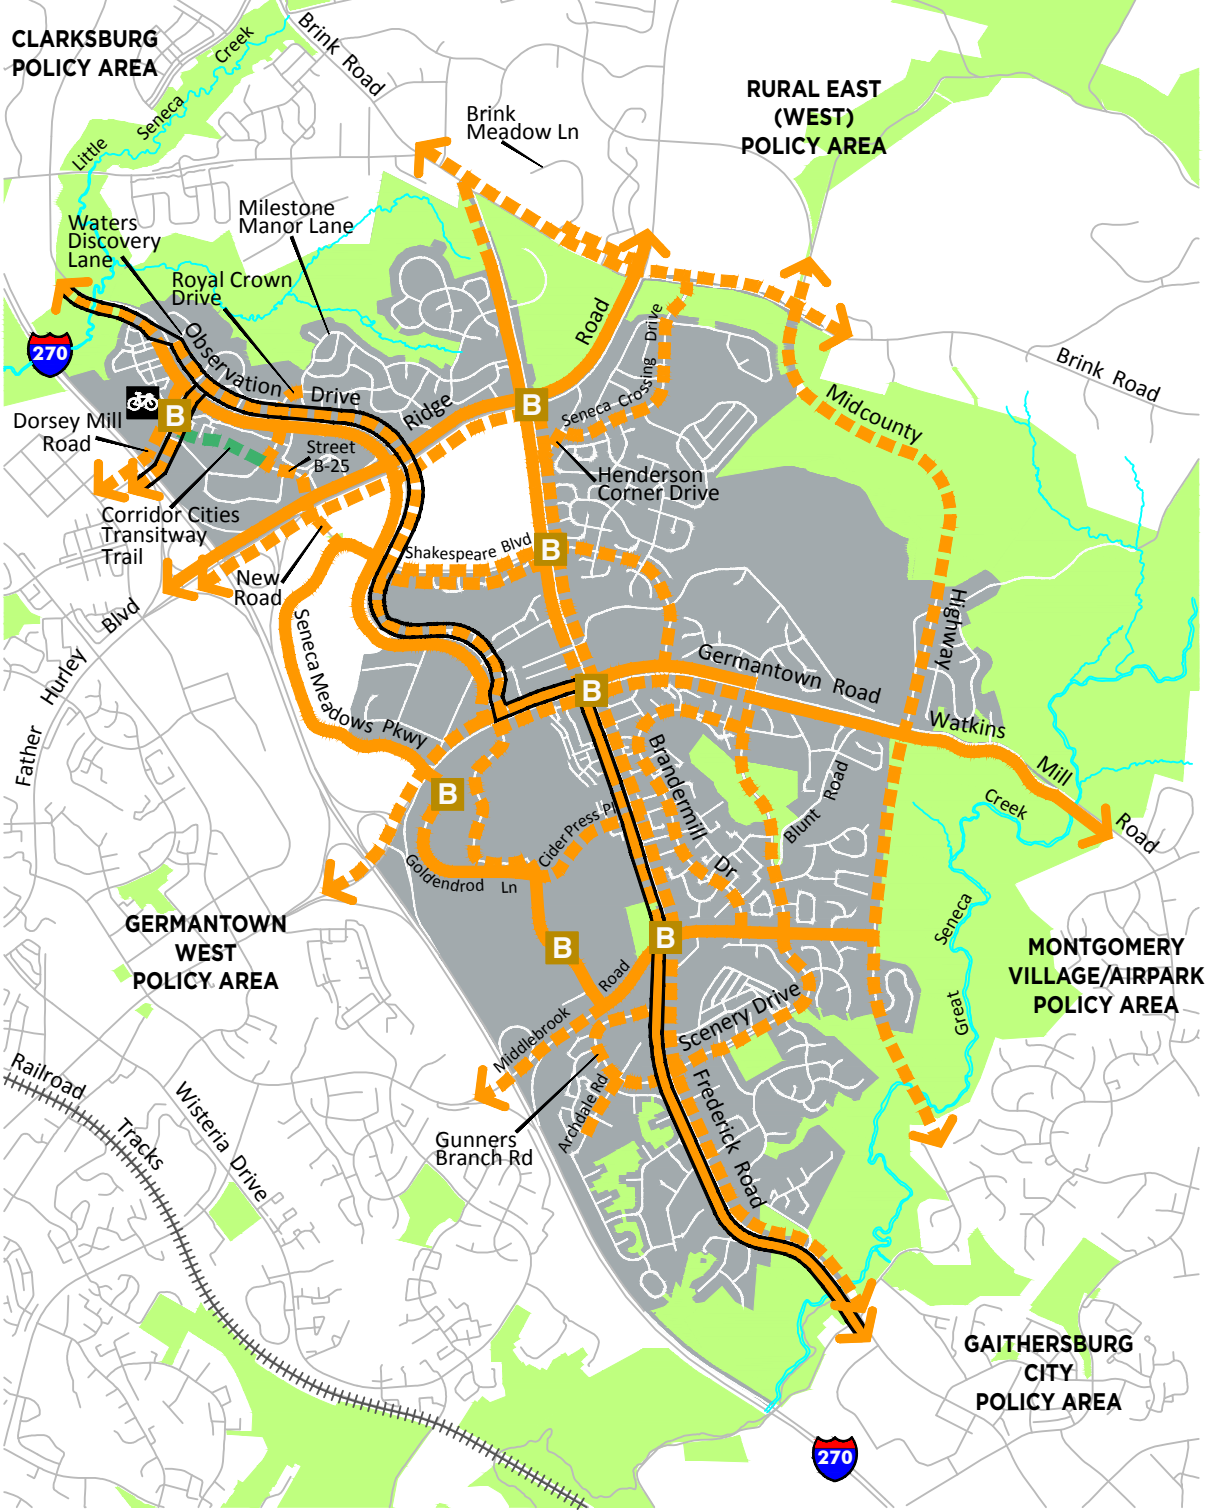 CLARKSBURG
POLICY AREA
Little Seneca Creek
Brink Road
Brink
Meadow Ln
RURAL EAST
(WEST)
POLICY AREA
Waters
Discovery
Lane
Milestone
Manor Lane
Royal Crown
Drive
270
Observation Drive
Ridge Road
Seneca Crossing Drive
Brink Road
Midcounty Highway
B
B
Dorsey Mill
Road
Street
B-25
Henderson
Corner Drive
Corridor Cities
Transitway
Trail
New
Road
Shakespeare Blvd
B
Father Hurley Blvd
Seneca Meadows Pkwy
Germantown Road
B
Watkins Mill Road
Brandermill Dr
Blunt Road
B
Cider Press Pl
Goldendrod Ln
Great Seneca Creek
GERMANTOWN
WEST
POLICY AREA
B
B
MONTGOMERY
VILLAGE/AIRPARK
POLICY AREA
Middlebrook Road
Scenery Drive
Railroad Tracks
Wisteria Drive
Gunners
Branch Rd
Archdale Rd
Frederick Road
GAITHERSBURG
CITY
POLICY AREA
270